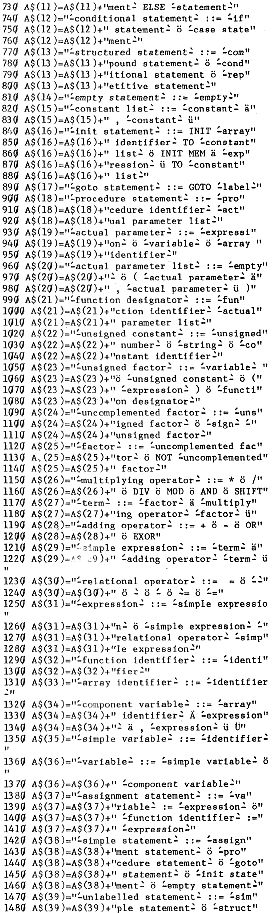 730 A$(11)=A$(11)+"ment> ELSE <statement>"
740 A$(12)="<conditional statement> ::= <if"
750 A$(12)=A$(12)+" statement> ö <case state"
760 A$(12)=A$(12)+"ment>"
770 A$(13)="<structured statement> ::= <com"
780 A$(13)=A$(13)+"pound statement> ö <cond"
790 A$(13)=A$(13)+"itional statement> ö <rep"
800 A$(13)=A$(13)+"etitive statement>"
810 A$(14)="<empty statement> ::= <empty>"
820 A$(15)="<constant list> ::= <constant> ä"
830 A$(15)=A$(15)+" , <constant> ü"
840 A$(16)="<init statement> ::= INIT <array"
850 A$(16)=A$(16)+" identifier> TO <constant"
860 A$(16)=A$(16)+" list> ö INIT MEM ä <exp"
870 A$(16)=A$(16)+"ression> ü TO <constant"
880 A$(16)=A$(16)+" list>"
890 A$(17)="<goto statement> ::= GOTO <label>"
900 A$(18)="<procedure statement> ::= <pro"
910 A$(18)=A$(18)+"cedure identifier> <act"
920 A$(18)=A$(18)+"ual parameter list>"
930 A$(19)="<actual parameter> ::= <expressi"
940 A$(19)=A$(19)+"on> ö <variable> ö <array "
950 A$(19)=A$(19)+"identifier>"
960 A$(20)="<actual parameter list> ::= <empty"
970 A$(20)=A$(20)+"> ö ( <actual parameter> ä"
980 A$(20)=A$(20)+" , <actual parameter> ü )"
990 A$(21)="<function designator> ::= <fun"
1000 A$(21)=A$(21)+"ction identifier> <actual"
1010 A$(21)=A$(21)+" parameter list>"
1020 A$(22)="<unsigned constant> ::= <unsigned"
1030 A$(22)=A$(22)+" number> ö <string> ö <co"
1040 A$(22)=A$(22)+"nstant identifier>"
1050 A$(23)="<unsigned factor> ::= <variable> "
1060 A$(23)=A$(23)+"ö <unsigned constant> ö ("
1070 A$(23)=A$(23)+" <expression> ) ö <functi"
1080 A$(23)=A$(23)+"on designator>"
1090 A$(24)="<uncomplemented factor> ::= <uns"
1100 A$(24)=A$(24)+"igned factor> ö <sign> <"
1110 A$(24)=A$(24)+"unsigned factor>"
1120 A$(25)="<factor> ::= <uncomplemented fac"
1130 A$(25)=A$(25)+"tor> ö NOT <uncomplemented"
1140 A$(25)=A$(25)+" factor>"
1150 A$(26)="<multiplying operator> ::= * ö /"
1160 A$(26)=A$(26)+" ö DIV ö MOD ö AND ö SHIFT"
1170 A$(27)="<term> ::= <factor> ä <multiply"
1180 A$(27)=A$(27)+"ing operator> <factor> ü"
1190 A$(28)="<adding operator> ::= + ö - ö OR"
1200 A$(28)=A$(28)+" ö EXOR"
1210 A$(29)="<simple expression> ::= <term> ä"
1220 A$(29)=A$(29)+" <adding operator> <term> ü
"
1230 A$(30)="<relational operator> ::= = ö <>"
1240 A$(30)=A$(30)+" ö < ö > ö <= ö >="
1250 A$(31)="<expression> ::= <simple expressio
"
1260 A$(31)=A$(31)+"n> ö <simple expression> <"
1270 A$(31)=A$(31)+"relational operator> <simp"
1280 A$(31)=A$(31)+"le expression>"
1290 A$(32)="<function identifier> ::= <identi"
1300 A$(32)=A$(32)+"fier>"
1310 A$(33)="<array identifier> ::= <identifier
>"
1320 A$(34)="<component variable> ::= <array"
1330 A$(34)=A$(34)+" identifier> Ä <expression"
1340 A$(34)=A$(34)+"> ä , <expression> ü Ü"
1350 A$(35)="<simple variable> ::= <identifier>
"
1360 A$(36)="<variable> ::= <simple variable> ö
"
1370 A$(36)=A$(36)+" <component variable>"
1380 A$(37)="<assignment statement> ::= <va"
1390 A$(37)=A$(37)+"riable> := <expression> ö"
1400 A$(37)=A$(37)+" <function identifier> :="
1410 A$(37)=A$(37)+" <expression>"
1420 A$(38)="<simple statement> ::= <assign"
1430 A$(38)=A$(38)+"ment statement> ö <pro"
1440 A$(38)=A$(38)+"cedure statement> ö <goto"
1450 A$(38)=A$(38)+" statement> ö <init state"
1460 A$(38)=A$(38)+"ment> ö <empty statement>"
1470 A$(39)="<unlabelled statement> ::= <sim"
1480 A$(39)=A$(39)+"ple statement> ö <struct"